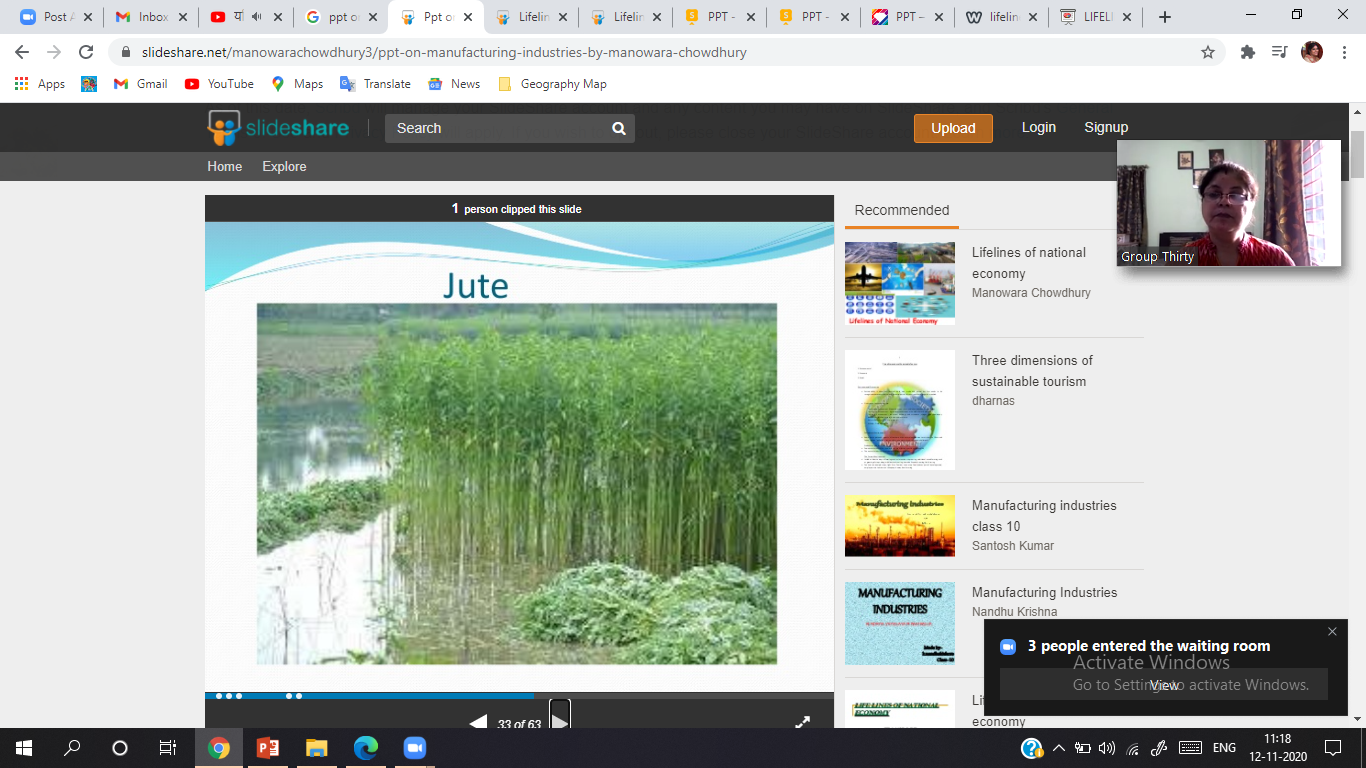 Post A
Inbox
यो
ppt o
Ppt o
Lifelin
Lifelin
PPT -
PPT -
PPT –
lifelin
LIFEL
slideshare.net/manowarachowdhury3/ppt-on-manufacturing-industries-by-manowara-chowdhury
Apps
Gmail
YouTube
Maps
Translate
News
Geography Map
slideshare
Search
Upload
Login
Signup
Home
Explore
1 person clipped this slide
Jute
33 of 63
Recommended
Lifelines of National Economy
Lifelines of national
economy
Manowara Chowdhury
ENVIRONMENT
Three dimensions of
sustainable tourism
dharnas
Manufacturing Industries
Manufacturing industries
class 10
Santosh Kumar
MANUFACTURING
INDUSTRIES
Manufacturing Industries
Nandhu Krishna
LIFE LINES OF NATIONAL
ECONOMY
economy
Group Thirty
3 people entered the waiting room
View
Activate Windows
Go to Settings to activate Windows.
ENG
11:18
12-11-2020